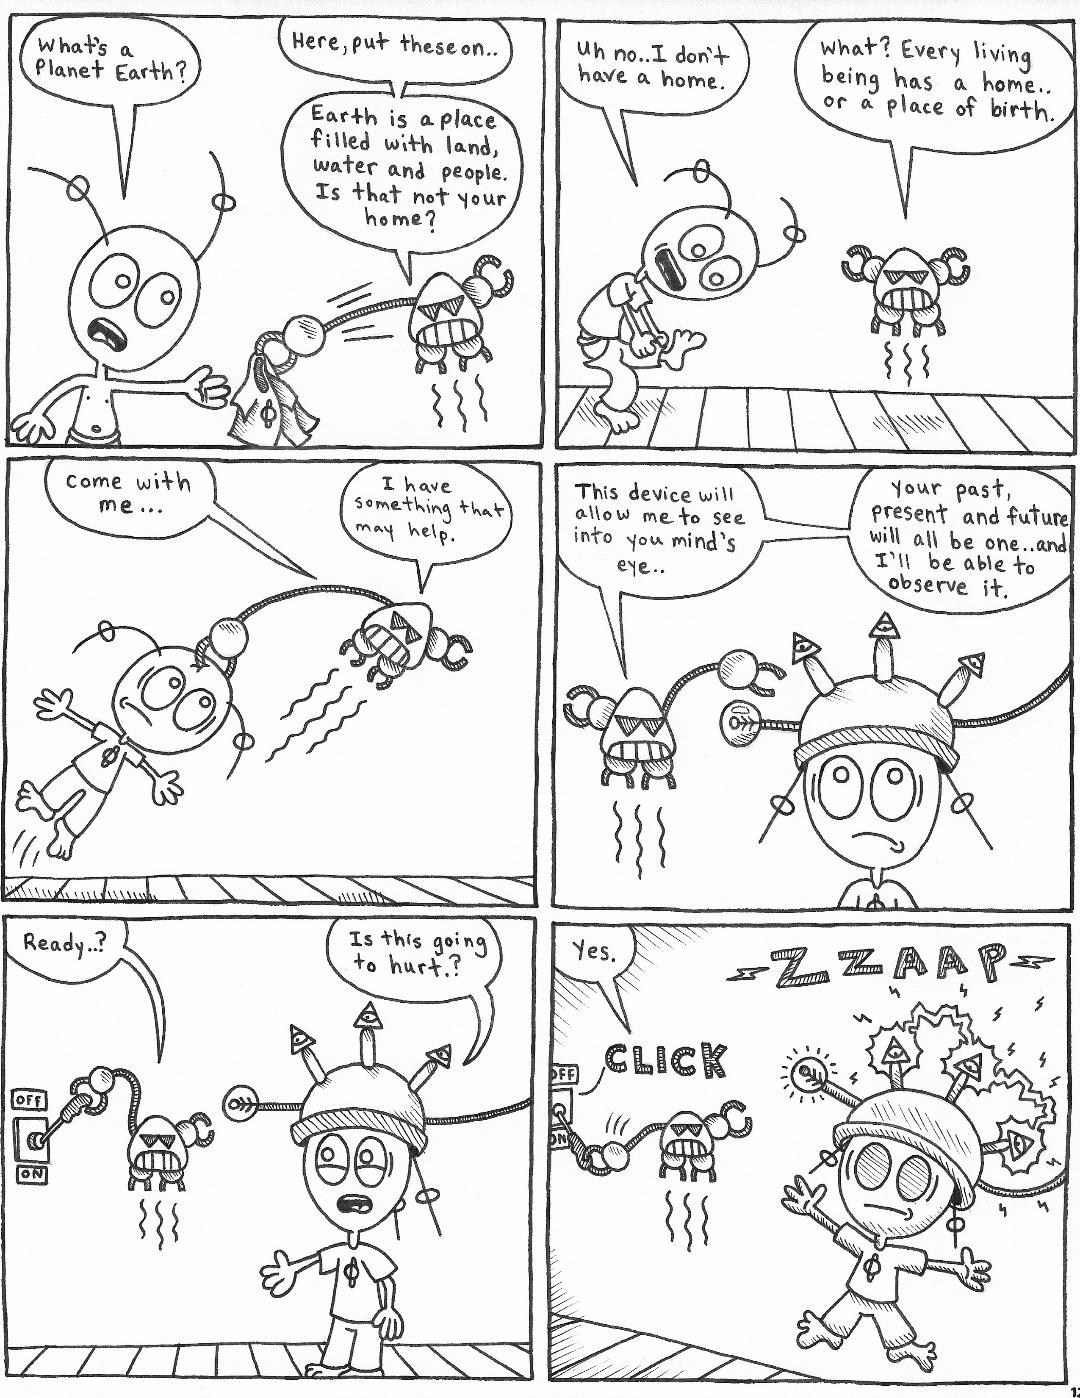 What's a
Planet Earth?
Here, put these on..
Earth is a place
filled with land,
water and people.
Is that not your
home?
Uh no..I don't
have a home.
What? Every living
being has a home..
or a place of birth.
Come with
me...
I have
something that
may help.
This device will
allow me to see
into you mind's
eye..
Your past,
present and future
will all be one..and
I'll be able to
observe it.
Ready..?
Is this going
to hurt.?
OFF
ON
Yes.
ZZAAP
CLICK
OFF
ON